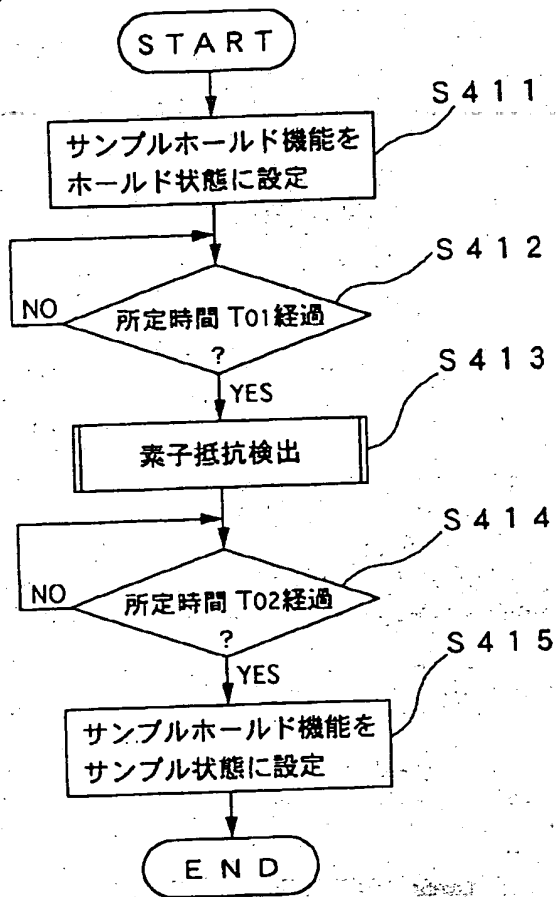 START
S411
サンプルホールド機能を
ホールド状態に設定
S412
NO
所定時間 T01経過
?
YES
S413
素子抵抗検出
S414
NO
所定時間 T02経過
?
YES
S415
サンプルホールド機能を
サンプル状態に設定
END